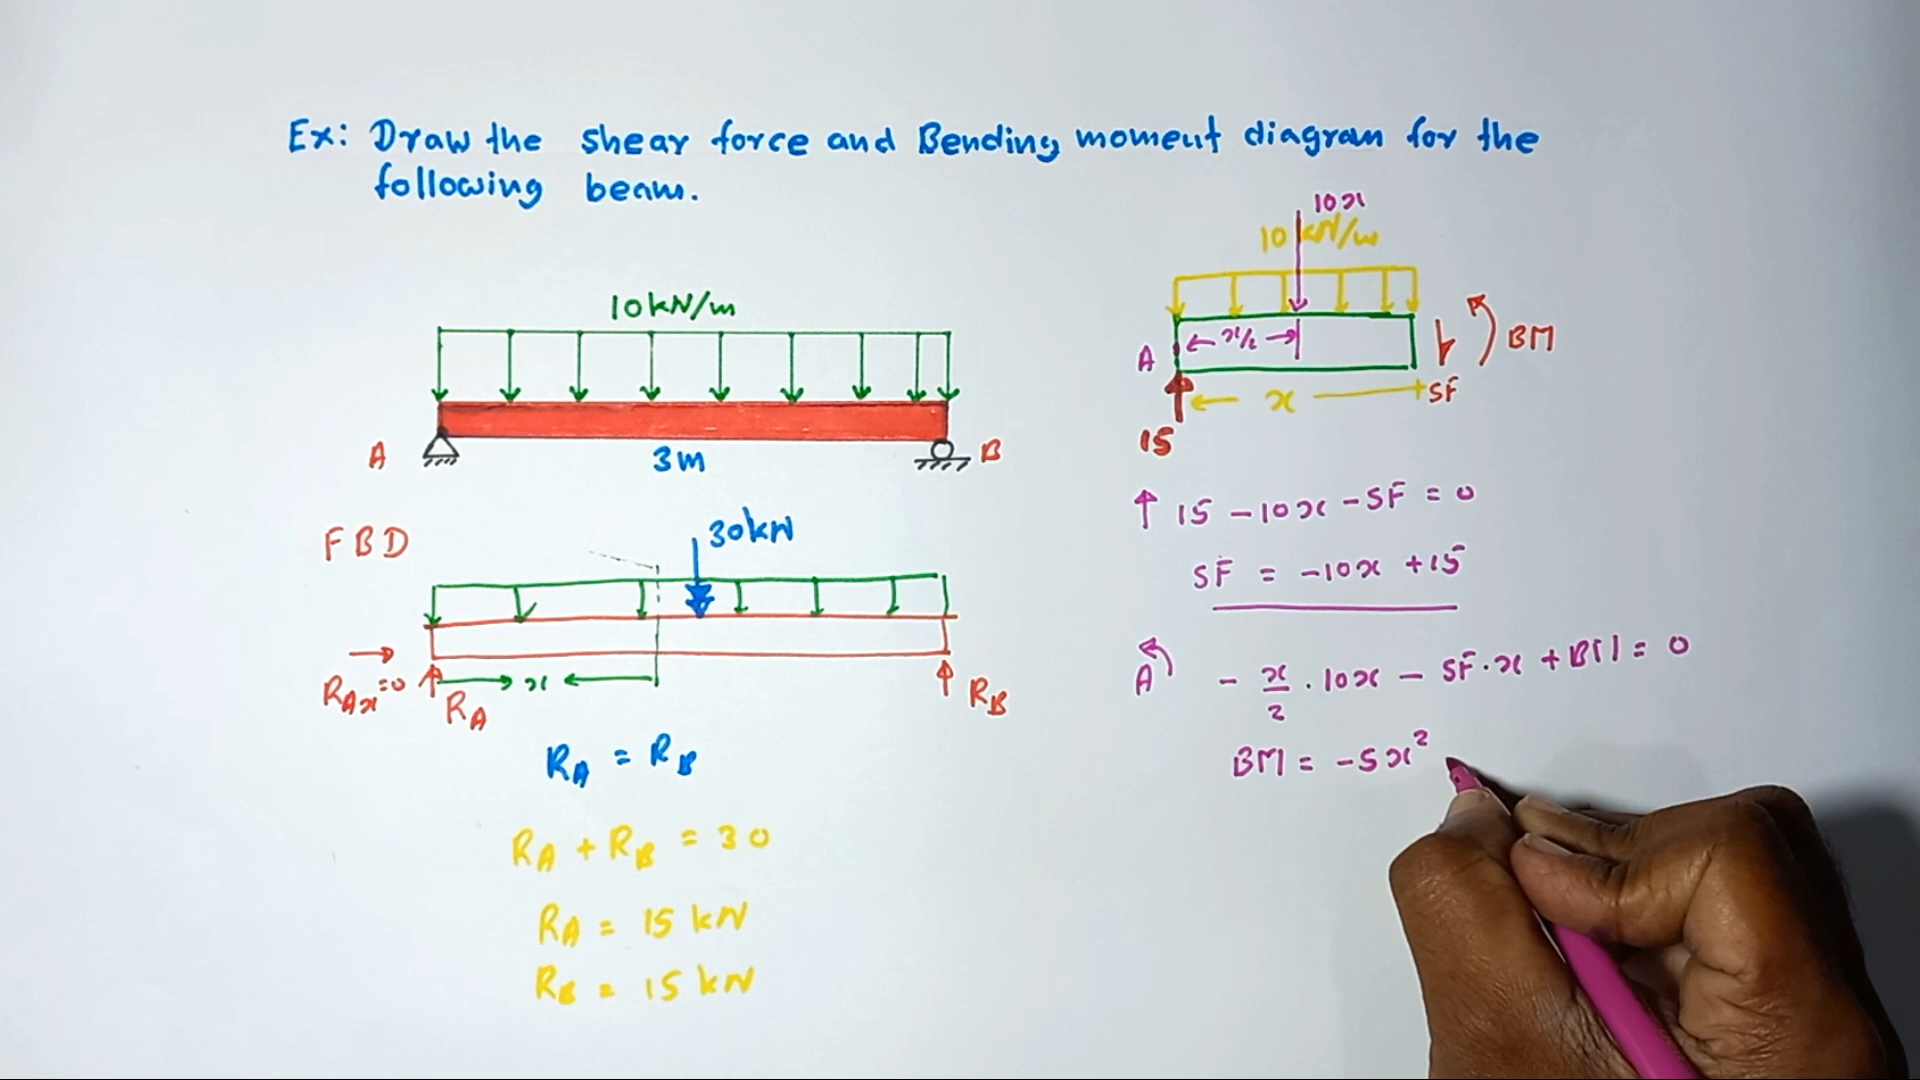 Ex: Draw the shear force and Bending moment diagram for the
following beam.
10kN/m
A
3m
B
FBD
30kN
RAx=0
RA
x
RB
RA = RB
RA + RB = 30
RA = 15 kN
RB = 15 kN
10x
10 kN/m
A
x/2
BM
x
SF
15
↑ 15 - 10x - SF = 0
SF = -10x + 15
A - x/2 . 10x - SF.x + BM = 0
BM = -5x²